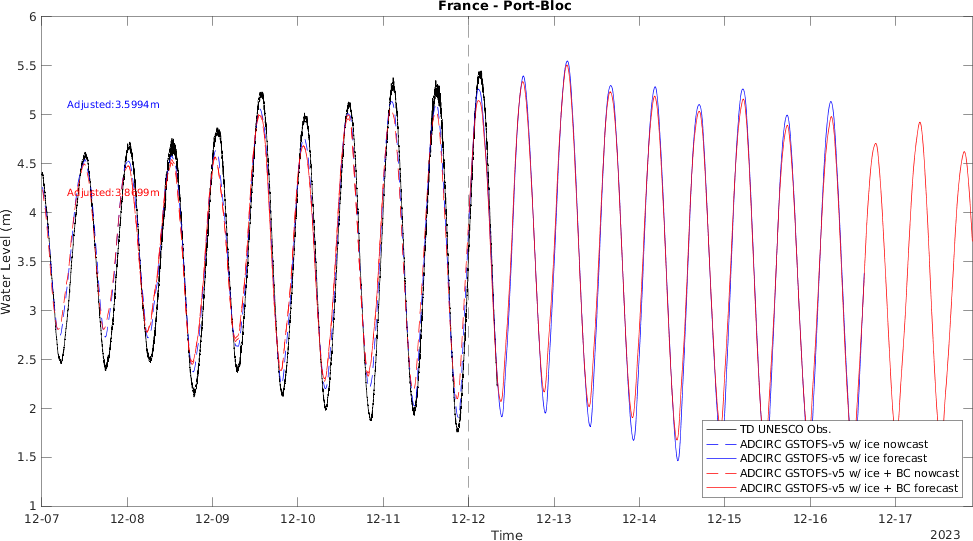 France - Port-Bloc
6
5.5
5
4.5
4
3.5
3
2.5
2
1.5
1
Water Level (m)
Adjusted:3.5994m
Adjusted:3.8699m
TD UNESCO Obs.
ADCIRC GSTOFS-v5 w/ ice nowcast
ADCIRC GSTOFS-v5 w/ ice forecast
ADCIRC GSTOFS-v5 w/ ice + BC nowcast
ADCIRC GSTOFS-v5 w/ ice + BC forecast
12-07 12-08 12-09 12-10 12-11 12-12 12-13 12-14 12-15 12-16 12-17
Time
2023